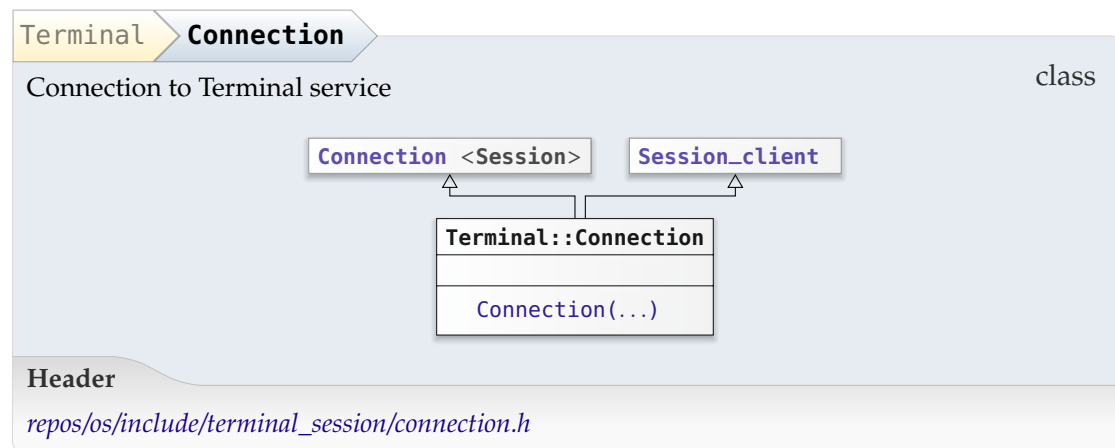 Terminal Connection
Connection to Terminal service
class
Connection <Session>
Session_client
Terminal::Connection
Connection(...)
Header
repos/os/include/terminal_session/connection.h